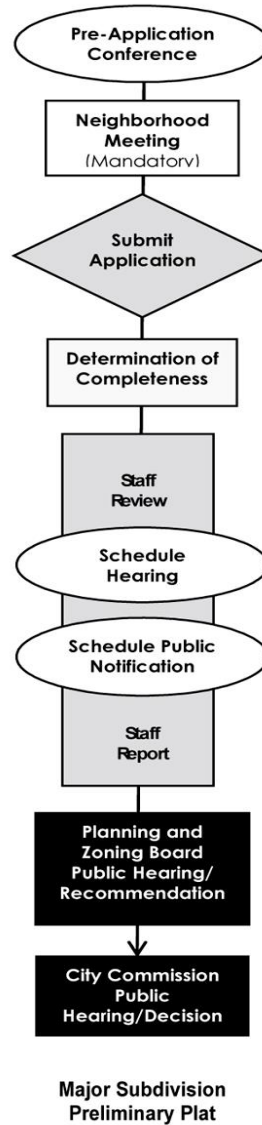 Pre-Application
Conference
Neighborhood
Meeting
(Mandatory)
Submit
Application
Determination of
Completeness
Staff
Review
Schedule
Hearing
Schedule Public
Notification
Staff
Report
Planning and
Zoning Board
Public Hearing/
Recommendation
City Commission
Public
Hearing/Decision
Major Subdivision
Preliminary Plat